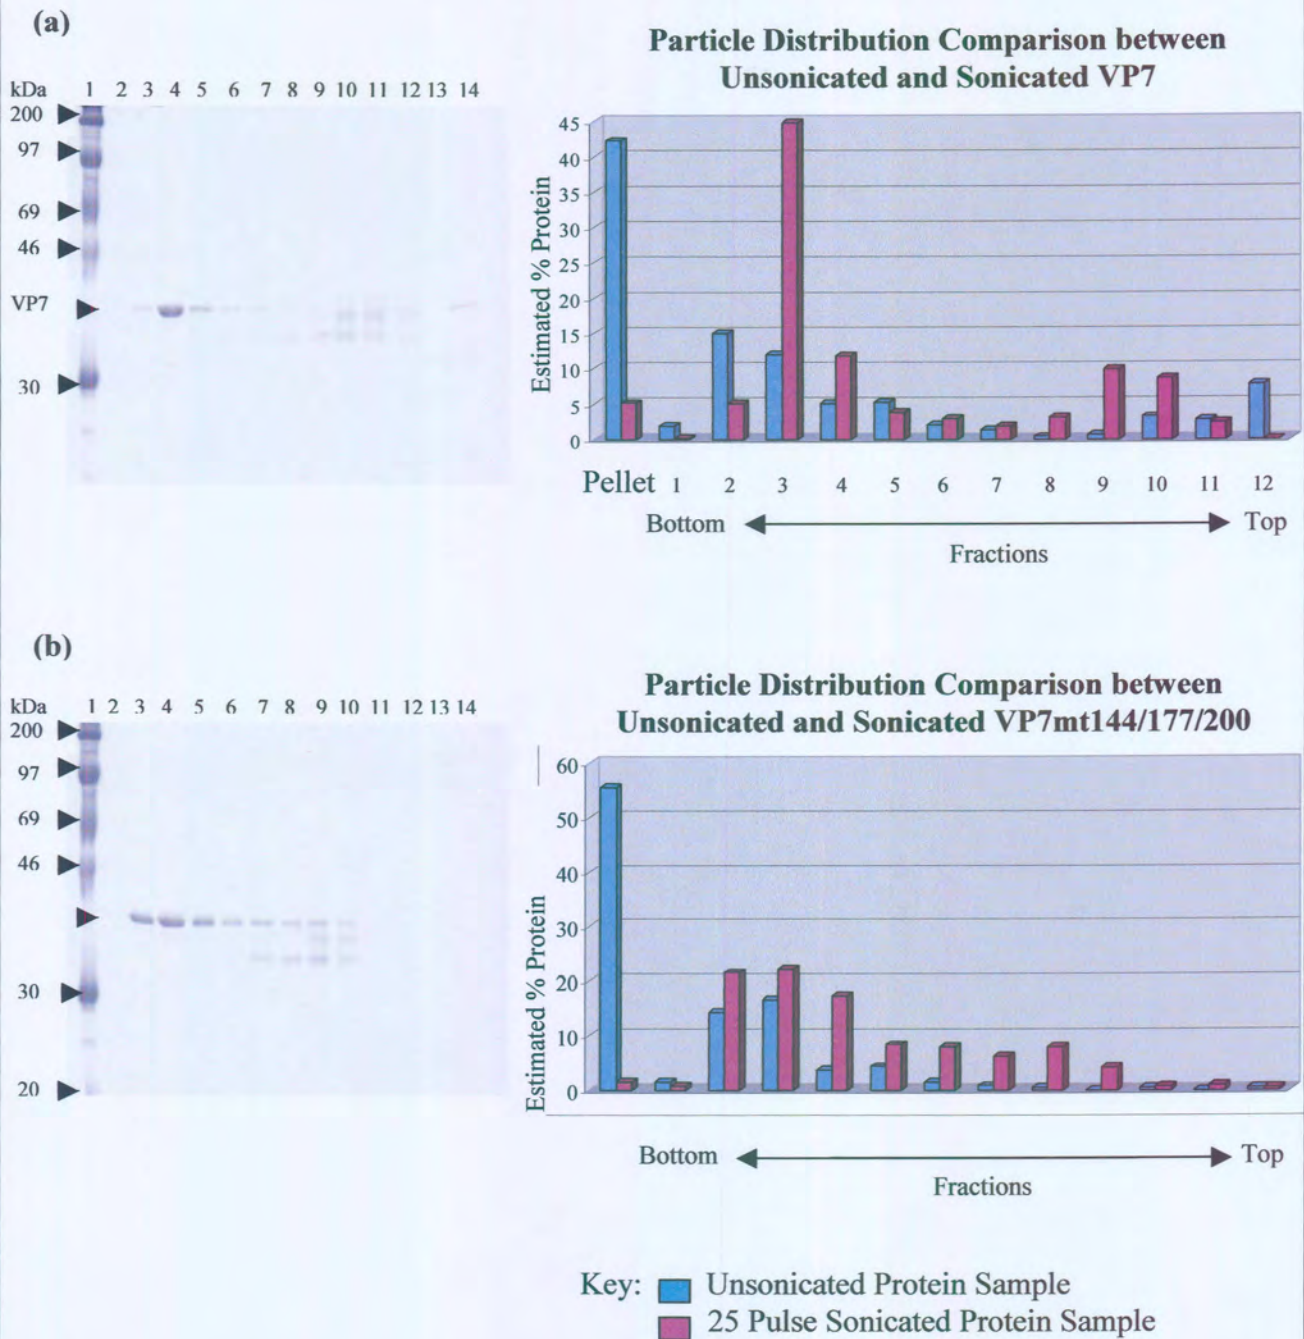 (a)
Particle Distribution Comparison between
Unsonicated and Sonicated VP7
kDa 1 2 3 4 5 6 7 8 9 10 11 12 13 14
200
97
69
46
VP7
30
Estimated % Protein
45
40
35
30
25
20
15
10
5
0
Pellet 1 2 3 4 5 6 7 8 9 10 11 12
Bottom Top
Fractions
(b)
Particle Distribution Comparison between
Unsonicated and Sonicated VP7mt144/177/200
kDa 1 2 3 4 5 6 7 8 9 10 11 12 13 14
200
97
69
46
30
20
Estimated % Protein
60
50
40
30
20
10
0
Bottom Top
Fractions
Key: Unsonicated Protein Sample
25 Pulse Sonicated Protein Sample